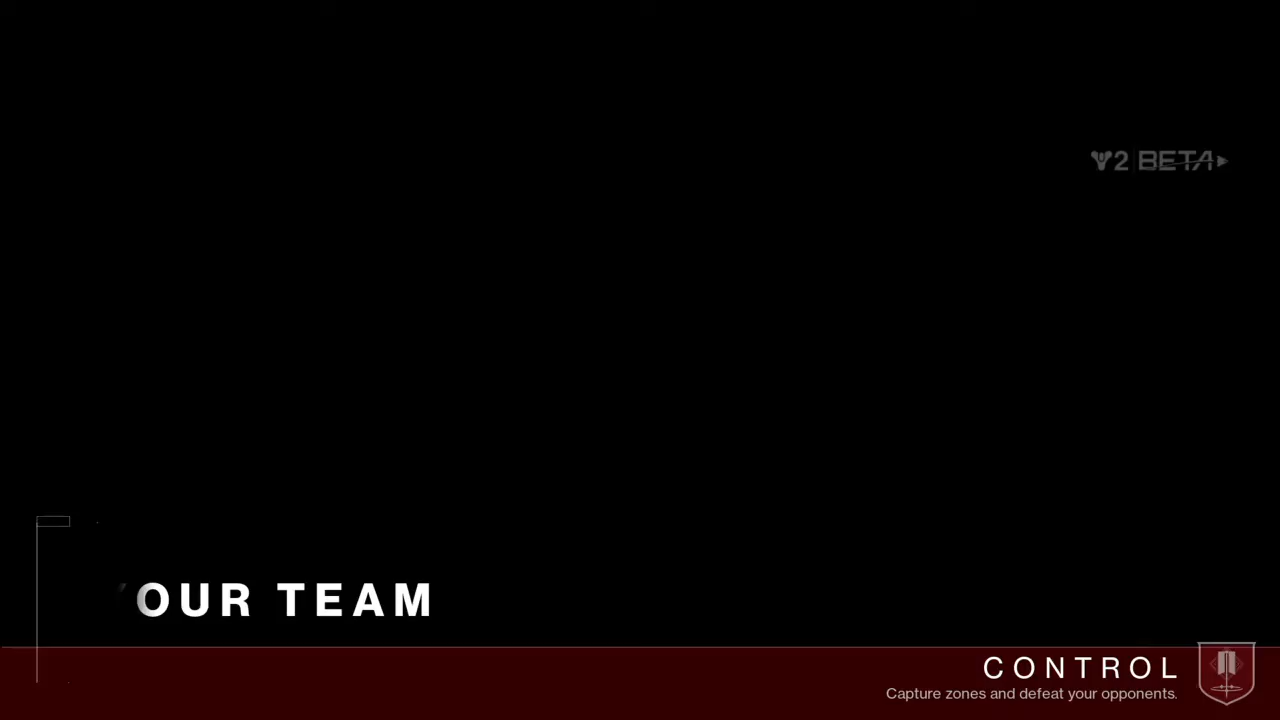 2 BETA
OUR TEAM
CONTROL
Capture zones and defeat your opponents.